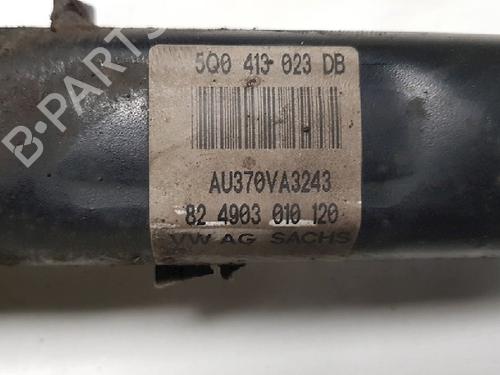 B-PARTS
5Q0 413 023 DB
AU370VA3243
82 4903 010 120
VW AG SACHS